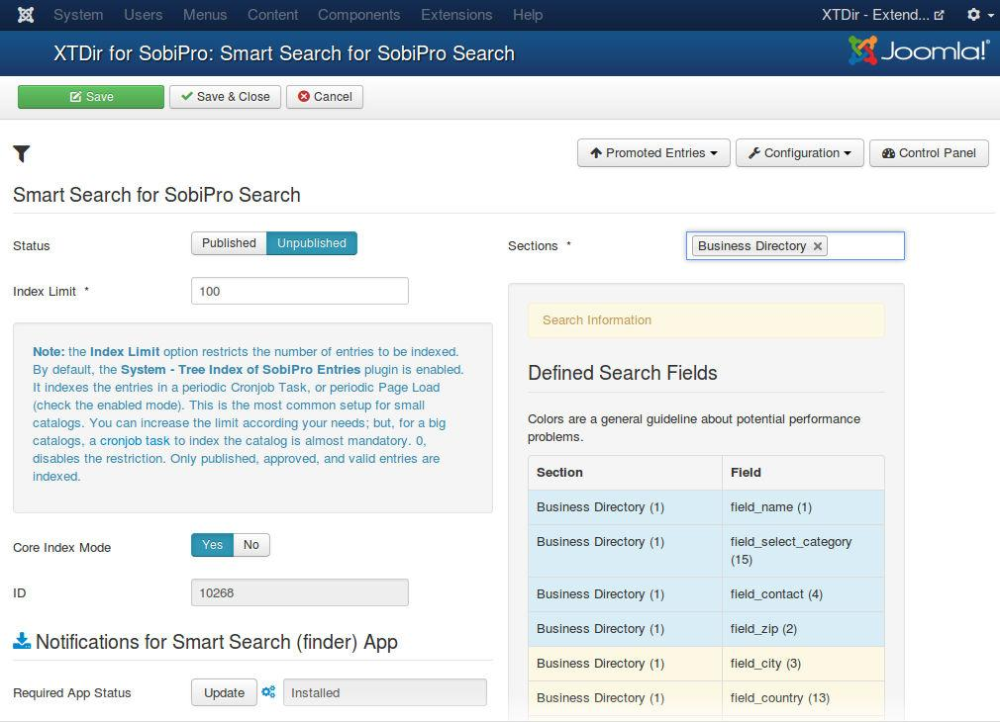 System Users Menus Content Components Extensions Help XTDir - Extend...
XTDir for SobiPro: Smart Search for SobiPro Search
Joomla!®
Save Save & Close Cancel
Promoted Entries Configuration Control Panel
Smart Search for SobiPro Search
Status Published Unpublished
Index Limit * 100
Note: the Index Limit option restricts the number of entries to be indexed.
By default, the System - Tree Index of SobiPro Entries plugin is enabled.
It indexes the entries in a periodic Cronjob Task, or periodic Page Load
(check the enabled mode). This is the most common setup for small
catalogs. You can increase the limit according your needs; but, for a big
catalogs, a cronjob task to index the catalog is almost mandatory. 0,
disables the restriction. Only published, approved, and valid entries are
indexed.
Core Index Mode Yes No
ID 10268
Notifications for Smart Search (finder) App
Required App Status Update Installed
Sections * Business Directory
Search Information
Defined Search Fields
Colors are a general guideline about potential performance
problems.
Section Field
Business Directory (1) field_name (1)
Business Directory (1) field_select_category
(15)
Business Directory (1) field_contact (4)
Business Directory (1) field_zip (2)
Business Directory (1) field_city (3)
Business Directory (1) field_country (13)